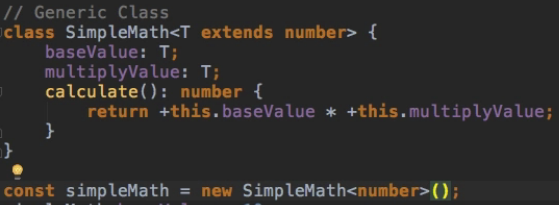 // Generic Class
class SimpleMath<T extends number> {
    baseValue: T;
    multiplyValue: T;
    calculate(): number {
        return +this.baseValue * +this.multiplyValue;
    }
}
const simpleMath = new SimpleMath<number>();